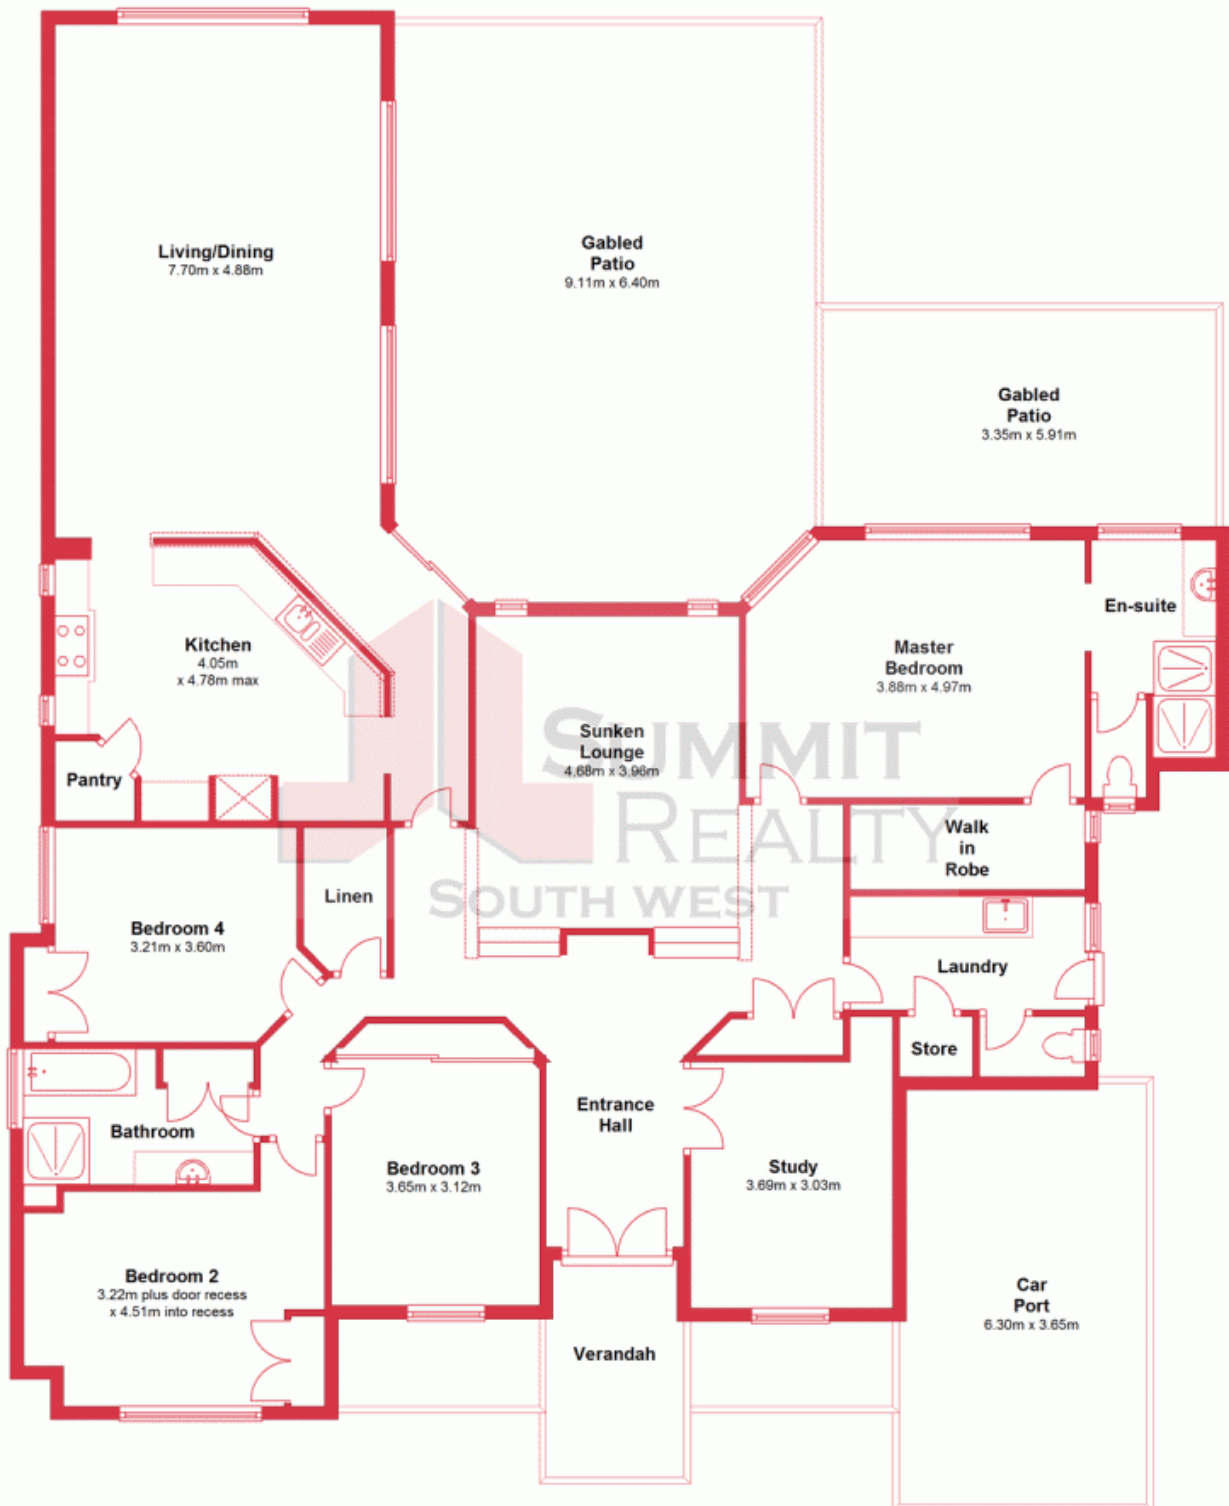 Living/Dining
7.70m x 4.88m
Gabled
Patio
9.11m x 6.40m
Gabled
Patio
3.35m x 5.91m
Kitchen
4.05m
x 4.78m max
Pantry
Sunken
Lounge
4.68m x 3.96m
Master
Bedroom
3.88m x 4.97m
En-suite
SUMMIT
REALTY
SOUTH WEST
Walk
in
Robe
Linen
Bedroom 4
3.21m x 3.60m
Laundry
Store
Bathroom
Entrance
Hall
Bedroom 3
3.65m x 3.12m
Study
3.69m x 3.03m
Bedroom 2
3.22m plus door recess
x 4.51m into recess
Verandah
Car
Port
6.30m x 3.65m